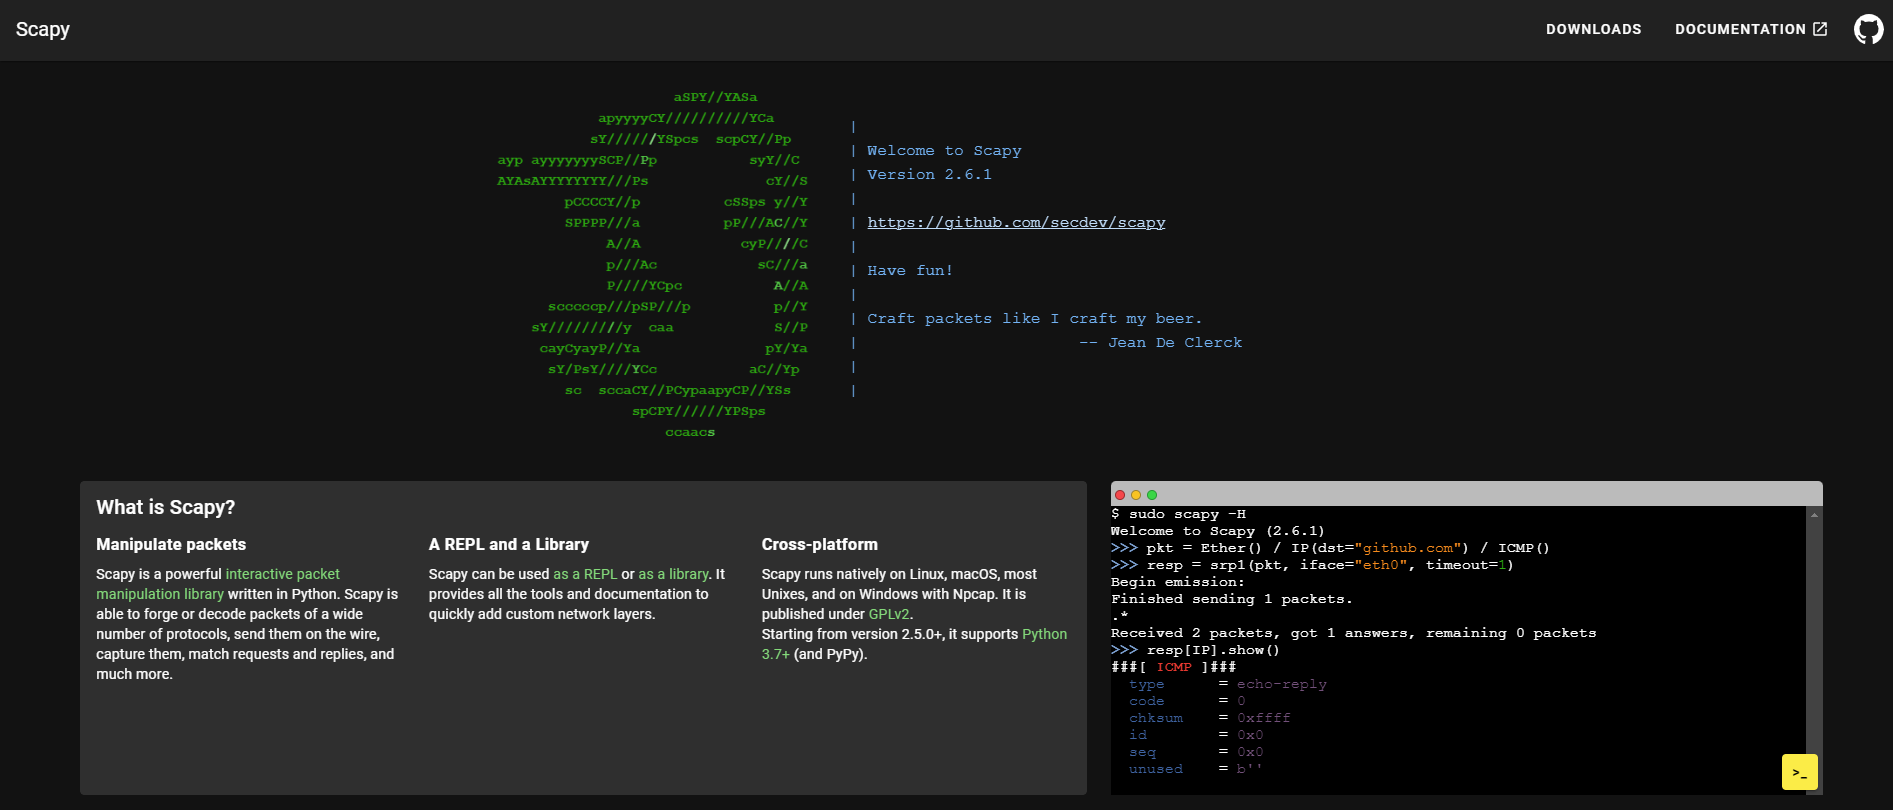 Scapy
DOWNLOADS
DOCUMENTATION
aSPY//YASa
apyyyyCY//////////YCa
sY//////YSpcs  scpCY//Pp
ayp ayyyyyyySCP//Pp           syY//C
AYAsAYYYYYYYY///Ps              cY//S
pCCCCY//p          cSSps y//Y
SPPPP///a          pP///AC//Y
A//A            cyP////C
p///Ac            sC///a
P////YCpc           A//A
scccccp///pSP///p          p//Y
sY/////////y  caa            S//P
cayCyayP//Ya               pY/Ya
sY/PsY////YCc           aC//Yp
sc  sccaCY//PCypaapyCP//YSs
spCPY//////YPSps
ccaacs
|
| Welcome to Scapy
| Version 2.6.1
|
| https://github.com/secdev/scapy
|
| Have fun!
|
| Craft packets like I craft my beer.
|                       -- Jean De Clerck
|
|
What is Scapy?
Manipulate packets
Scapy is a powerful interactive packet
manipulation library written in Python. Scapy is
able to forge or decode packets of a wide
number of protocols, send them on the wire,
capture them, match requests and replies, and
much more.
A REPL and a Library
Scapy can be used as a REPL or as a library. It
provides all the tools and documentation to
quickly add custom network layers.
Cross-platform
Scapy runs natively on Linux, macOS, most
Unixes, and on Windows with Npcap. It is
published under GPLv2.
Starting from version 2.5.0+, it supports Python
3.7+ (and PyPy).
$ sudo scapy -H
Welcome to Scapy (2.6.1)
>>> pkt = Ether() / IP(dst="github.com") / ICMP()
>>> resp = srp1(pkt, iface="eth0", timeout=1)
Begin emission:
Finished sending 1 packets.
.*
Received 2 packets, got 1 answers, remaining 0 packets
>>> resp[IP].show()
###[ ICMP ]###
  type      = echo-reply
  code      = 0
  chksum    = 0xffff
  id        = 0x0
  seq       = 0x0
  unused    = b''
>_